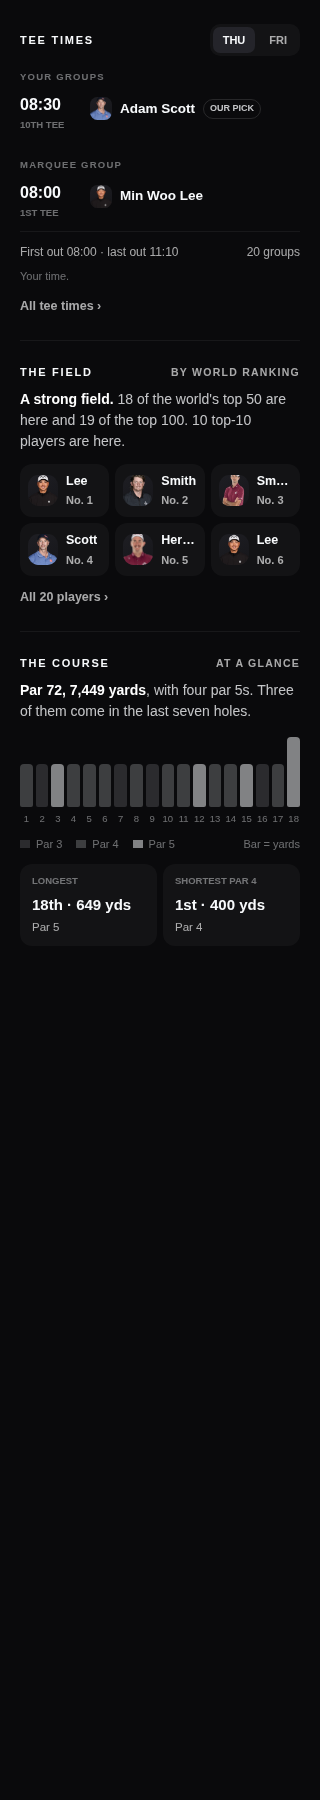 TEE TIMES
THU FRI
YOUR GROUPS
08:30 Adam Scott OUR PICK
10TH TEE
MARQUEE GROUP
08:00 Min Woo Lee
1ST TEE
First out 08:00 · last out 11:10 20 groups
Your time.
All tee times ›
THE FIELD BY WORLD RANKING
A strong field. 18 of the world's top 50 are
here and 19 of the top 100. 10 top-10
players are here.
Lee Smith Sm…
No. 1 No. 2 No. 3
Scott Her… Lee
No. 4 No. 5 No. 6
All 20 players ›
THE COURSE AT A GLANCE
Par 72, 7,449 yards, with four par 5s. Three
of them come in the last seven holes.
1 2 3 4 5 6 7 8 9 10 11 12 13 14 15 16 17 18
Par 3 Par 4 Par 5 Bar = yards
LONGEST SHORTEST PAR 4
18th · 649 yds 1st · 400 yds
Par 5 Par 4